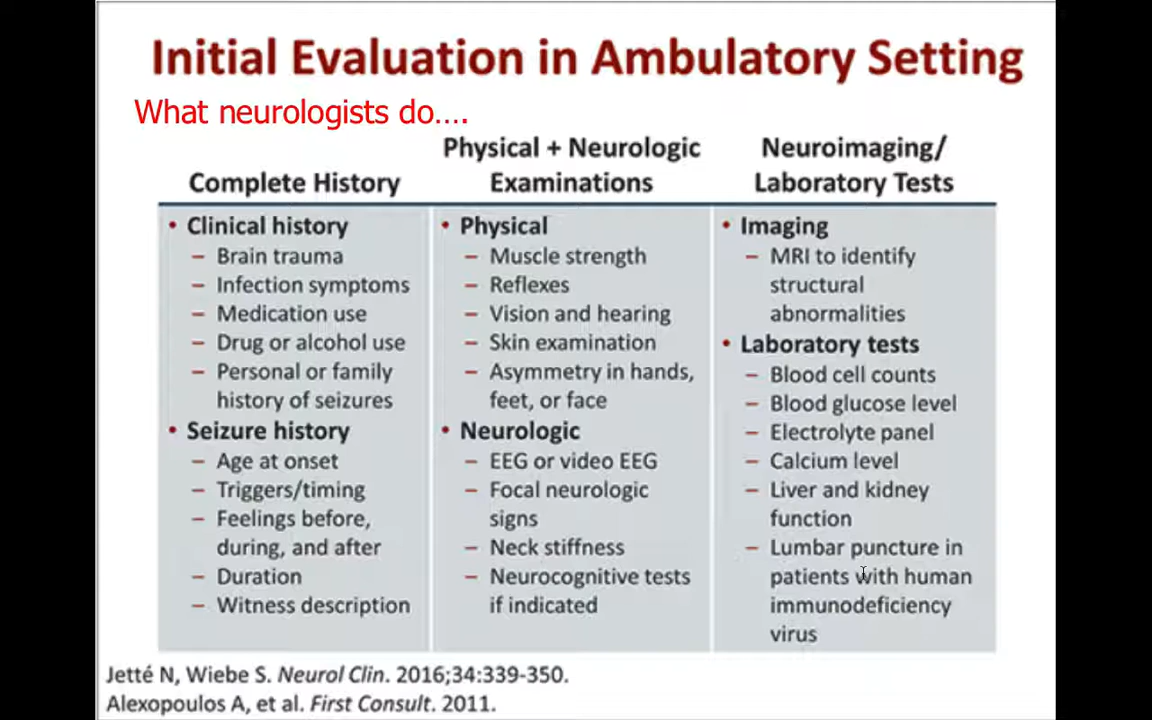 Initial Evaluation in Ambulatory Setting
What neurologists do....
Complete History
• Clinical history
– Brain trauma
– Infection symptoms
– Medication use
– Drug or alcohol use
– Personal or family
history of seizures
• Seizure history
– Age at onset
– Triggers/timing
– Feelings before,
during, and after
– Duration
– Witness description
Physical + Neurologic
Examinations
• Physical
– Muscle strength
– Reflexes
– Vision and hearing
– Skin examination
– Asymmetry in hands,
feet, or face
• Neurologic
– EEG or video EEG
– Focal neurologic
signs
– Neck stiffness
– Neurocognitive tests
if indicated
Neuroimaging/
Laboratory Tests
• Imaging
– MRI to identify
structural
abnormalities
• Laboratory tests
– Blood cell counts
– Blood glucose level
– Electrolyte panel
– Calcium level
– Liver and kidney
function
– Lumbar puncture in
patients with human
immunodeficiency
virus
Jetté N, Wiebe S. Neurol Clin. 2016;34:339-350.
Alexopoulos A, et al. First Consult. 2011.